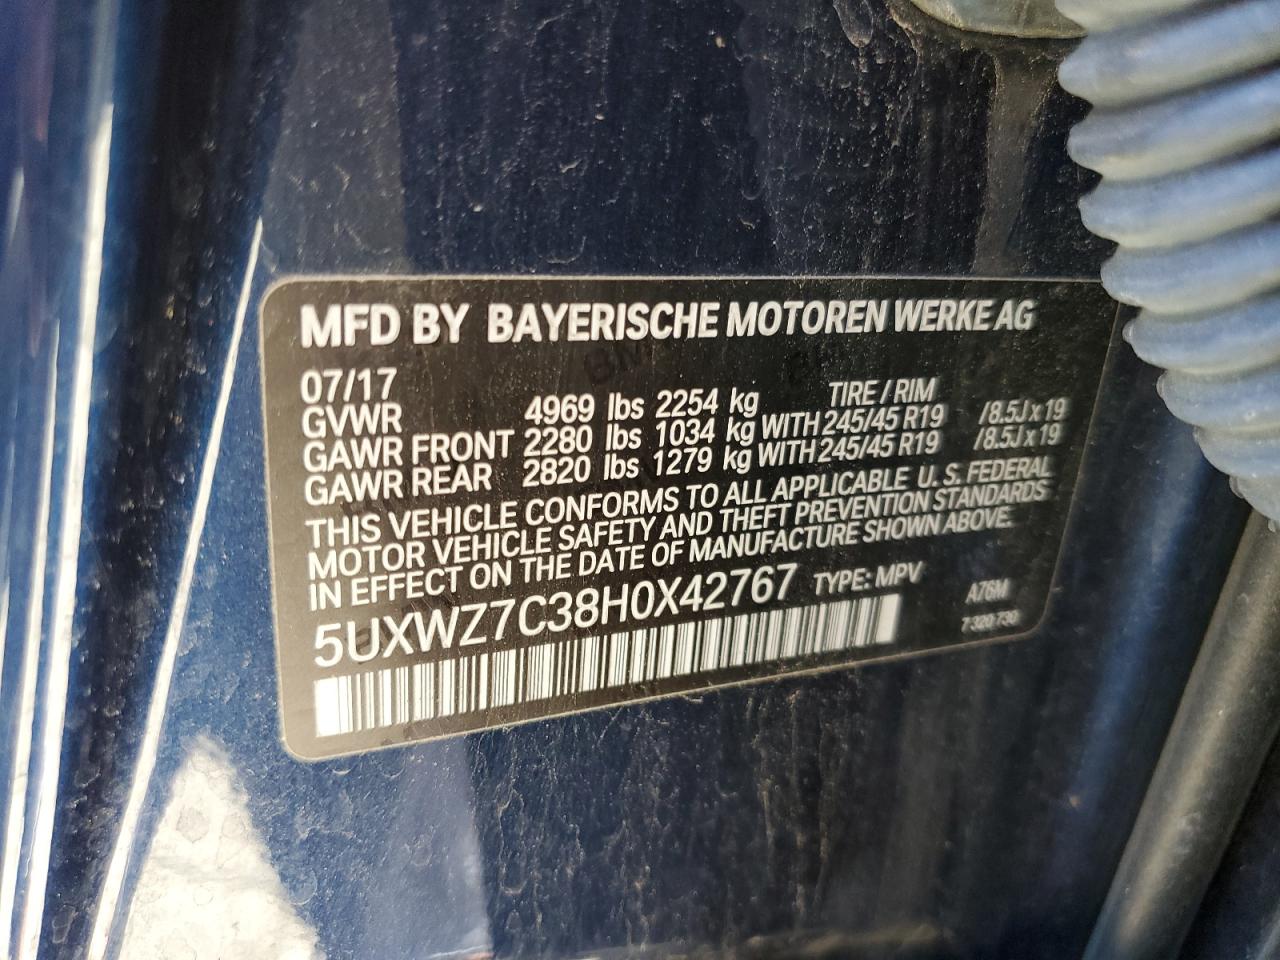 MFD BY BAYERISCHE MOTOREN WERKE AG
07/17 TIRE / RIM
GVWR 4969 lbs 2254 kg
GAWR FRONT 2280 lbs 1034 kg WITH 245/45 R19 /8.5J x 19
GAWR REAR 2820 lbs 1279 kg WITH 245/45 R19 /8.5J x 19
THIS VEHICLE CONFORMS TO ALL APPLICABLE U. S. FEDERAL
MOTOR VEHICLE SAFETY AND THEFT PREVENTION STANDARDS
IN EFFECT ON THE DATE OF MANUFACTURE SHOWN ABOVE.
5UXWZ7C38H0X42767 TYPE: MPV A76M
7 320 730